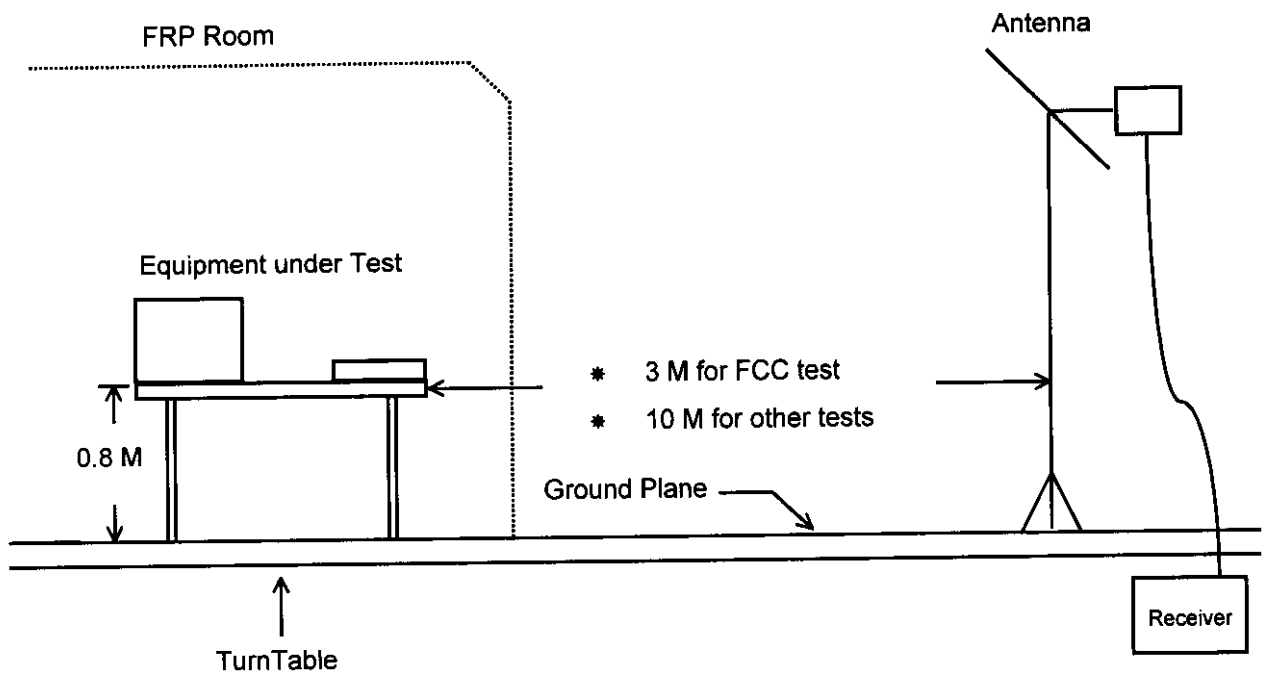 FRP Room
Antenna
Equipment under Test
* 3 M for FCC test
* 10 M for other tests
0.8 M
Ground Plane
Receiver
TurnTable